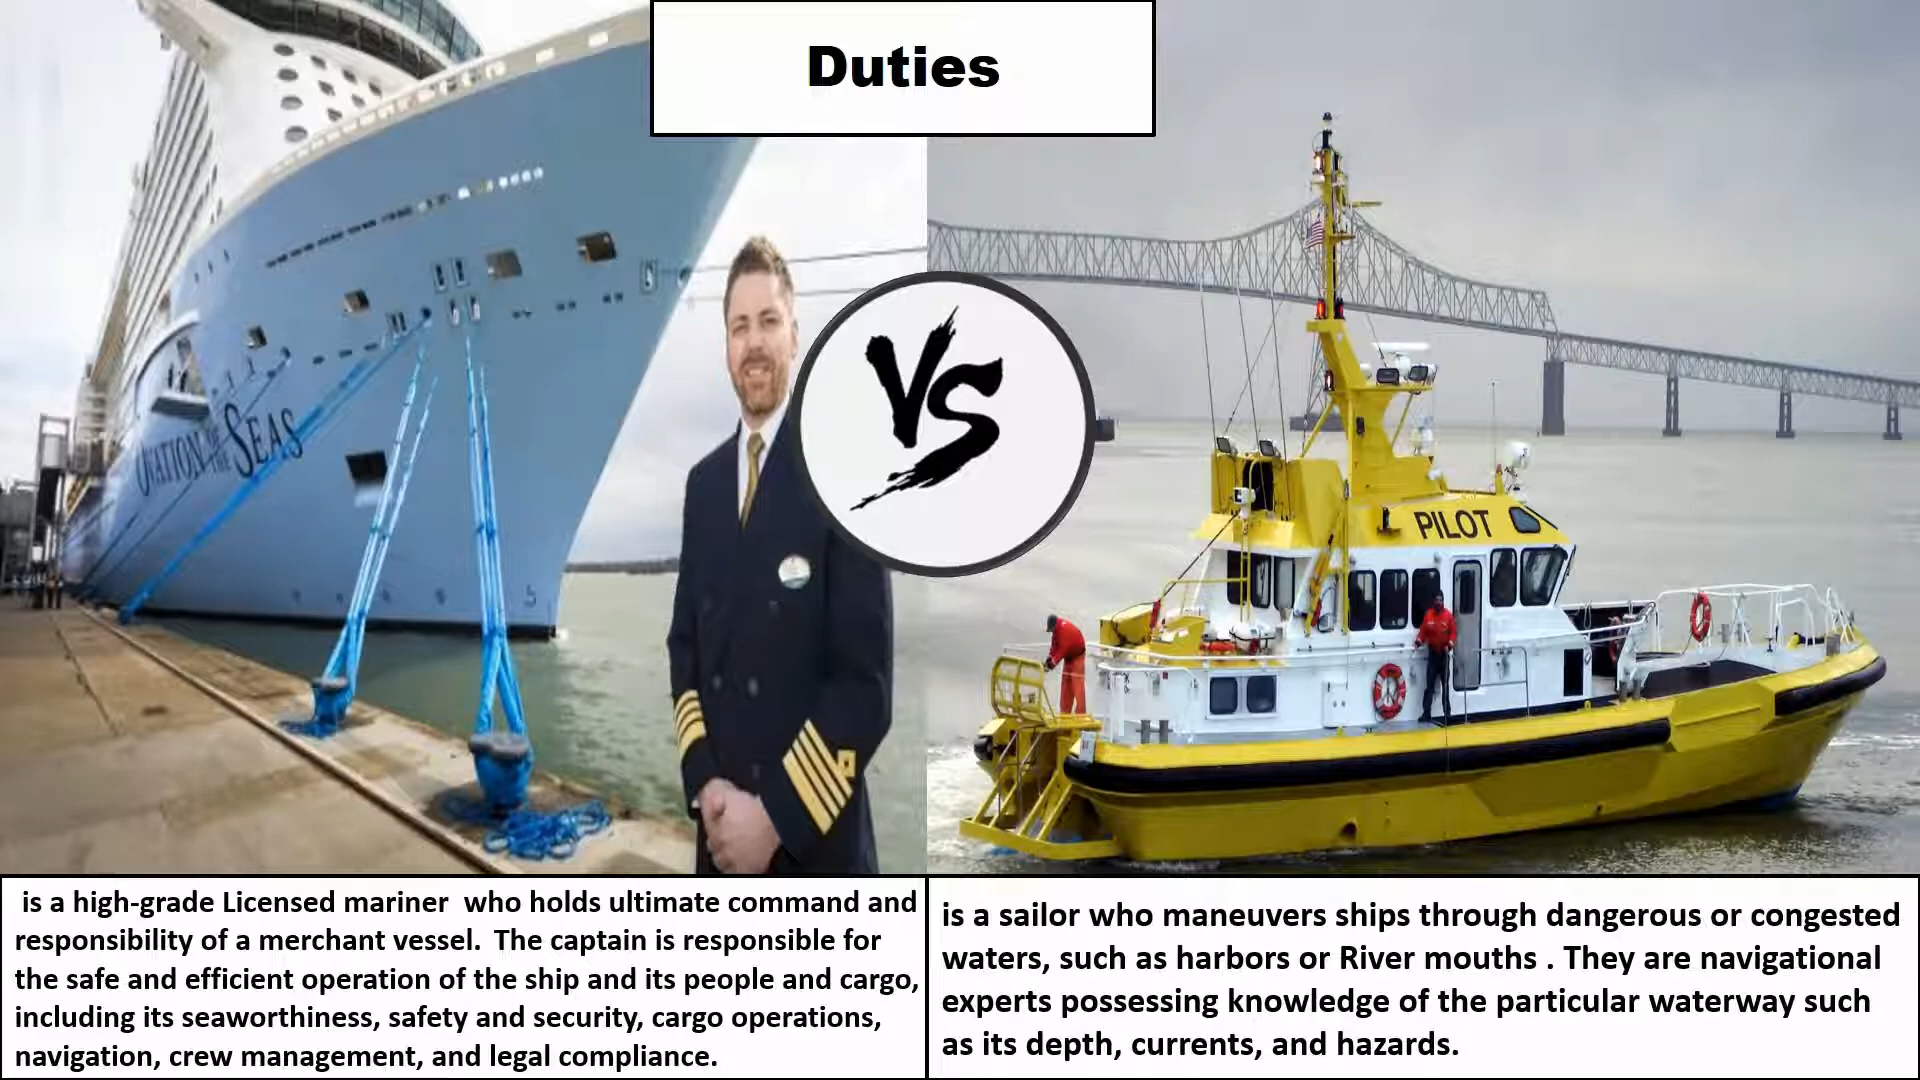 Duties
VS
OVATION OF THE SEAS
PILOT
is a high-grade Licensed mariner who holds ultimate command and
responsibility of a merchant vessel. The captain is responsible for
the safe and efficient operation of the ship and its people and cargo,
including its seaworthiness, safety and security, cargo operations,
navigation, crew management, and legal compliance.
is a sailor who maneuvers ships through dangerous or congested
waters, such as harbors or River mouths . They are navigational
experts possessing knowledge of the particular waterway such
as its depth, currents, and hazards.